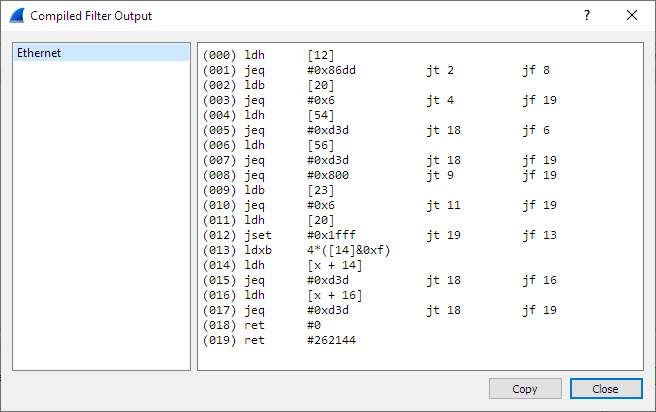 Compiled Filter Output
Ethernet
(000) ldh [12]
(001) jeq #0x86dd jt 2 jf 8
(002) ldb [20]
(003) jeq #0x6 jt 4 jf 19
(004) ldh [54]
(005) jeq #0xd3d jt 18 jf 6
(006) ldh [56]
(007) jeq #0xd3d jt 18 jf 19
(008) jeq #0x800 jt 9 jf 19
(009) ldb [23]
(010) jeq #0x6 jt 11 jf 19
(011) ldh [20]
(012) jset #0x1fff jt 19 jf 13
(013) ldxb 4*([14]&0xf)
(014) ldh [x + 14]
(015) jeq #0xd3d jt 18 jf 16
(016) ldh [x + 16]
(017) jeq #0xd3d jt 18 jf 19
(018) ret #0
(019) ret #262144
Copy Close